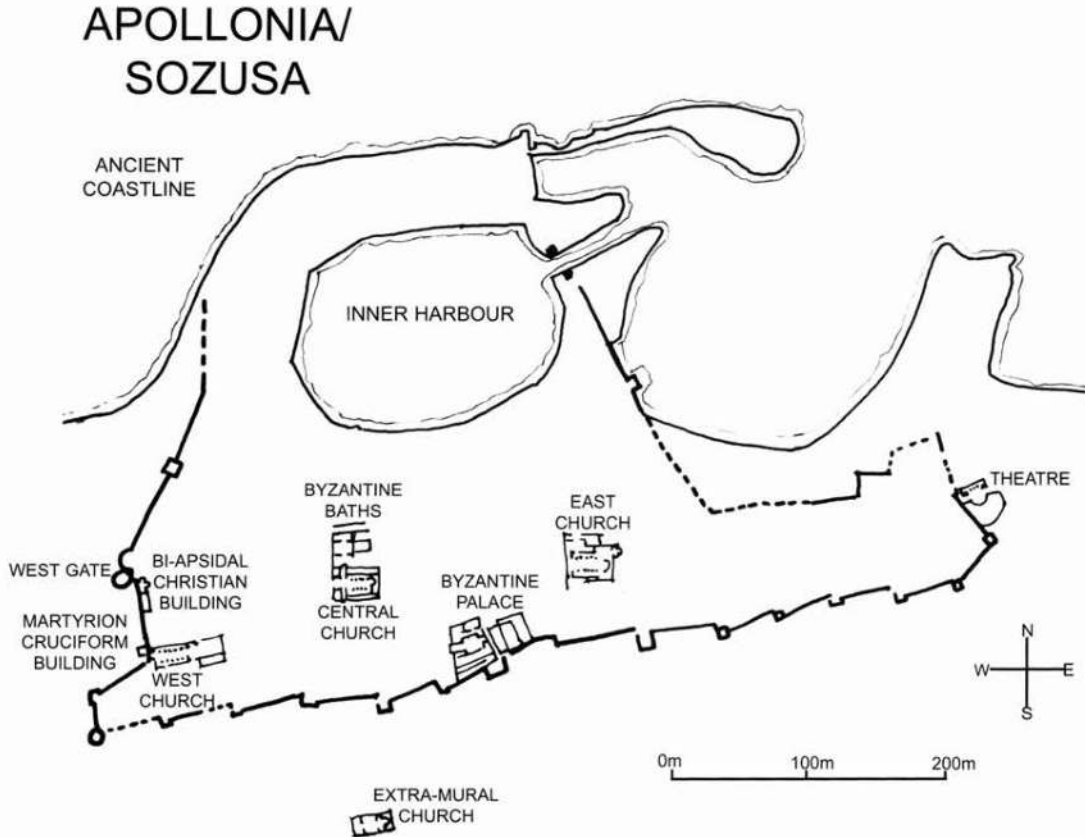 APOLLONIA/
SOZUSA
ANCIENT
COASTLINE
INNER HARBOUR
BYZANTINE
BATHS
EAST
CHURCH
THEATRE
WEST GATE
BI-APSIDAL
CHRISTIAN
BUILDING
BYZANTINE
PALACE
CENTRAL
CHURCH
MARTYRION
CRUCIFORM
BUILDING
WEST
CHURCH
N
W
E
S
0m
100m
200m
EXTRA-MURAL
CHURCH